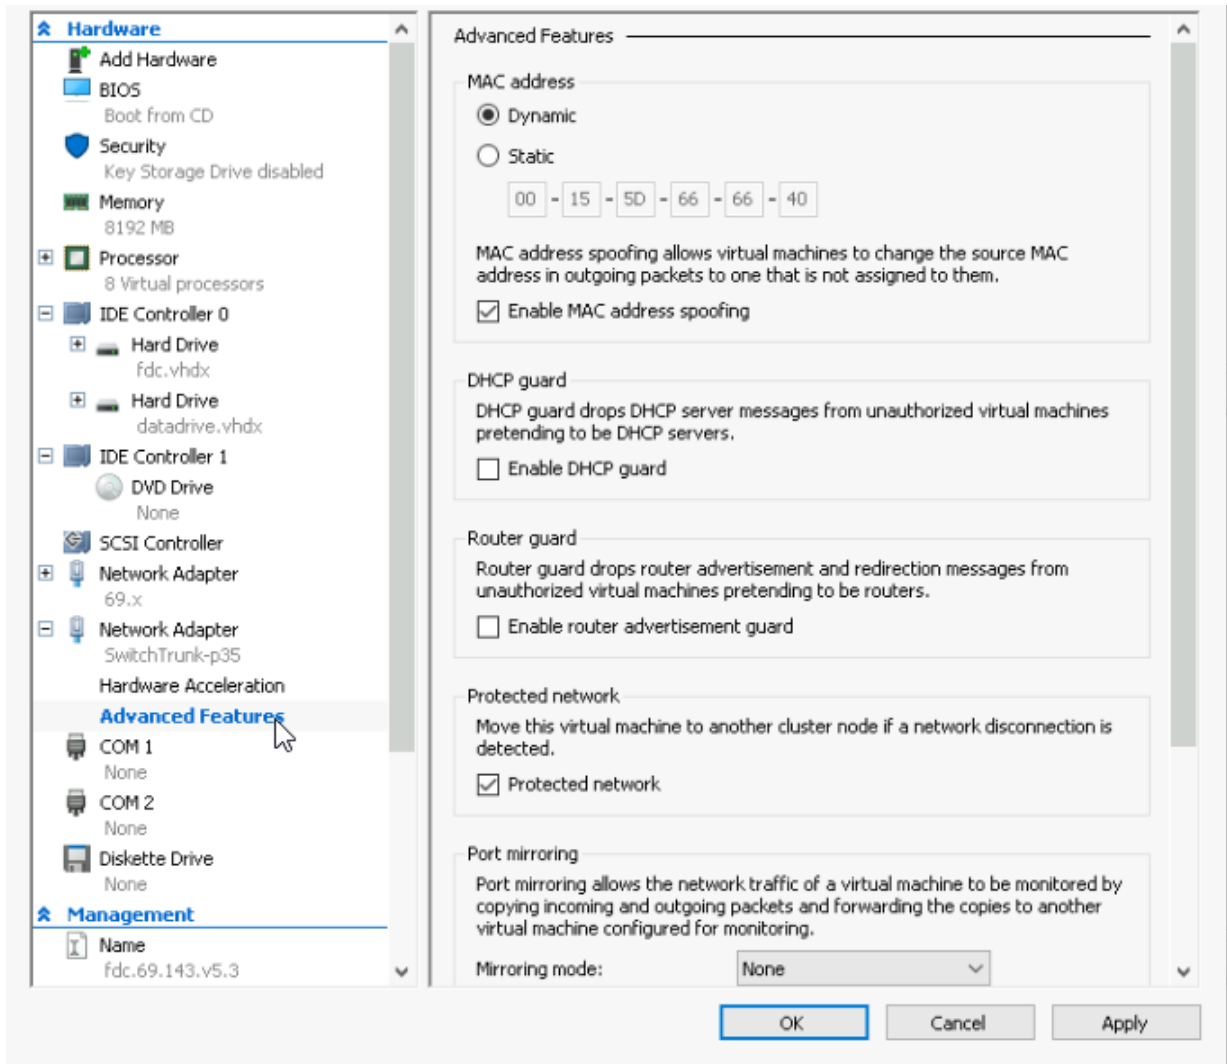 Hardware
Add Hardware
BIOS
Boot from CD
Security
Key Storage Drive disabled
Memory
8192 MB
Processor
8 Virtual processors
IDE Controller 0
Hard Drive
fdc.vhdx
Hard Drive
datadrive.vhdx
IDE Controller 1
DVD Drive
None
SCSI Controller
Network Adapter
69.x
Network Adapter
SwitchTrunk-p35
Hardware Acceleration
Advanced Features
COM 1
None
COM 2
None
Diskette Drive
None
Management
Name
fdc.69.143.v5.3
Advanced Features
MAC address
Dynamic
Static
00 - 15 - 5D - 66 - 66 - 40
MAC address spoofing allows virtual machines to change the source MAC
address in outgoing packets to one that is not assigned to them.
Enable MAC address spoofing
DHCP guard
DHCP guard drops DHCP server messages from unauthorized virtual machines
pretending to be DHCP servers.
Enable DHCP guard
Router guard
Router guard drops router advertisement and redirection messages from
unauthorized virtual machines pretending to be routers.
Enable router advertisement guard
Protected network
Move this virtual machine to another cluster node if a network disconnection is
detected.
Protected network
Port mirroring
Port mirroring allows the network traffic of a virtual machine to be monitored by
copying incoming and outgoing packets and forwarding the copies to another
virtual machine configured for monitoring.
Mirroring mode: None
OK Cancel Apply